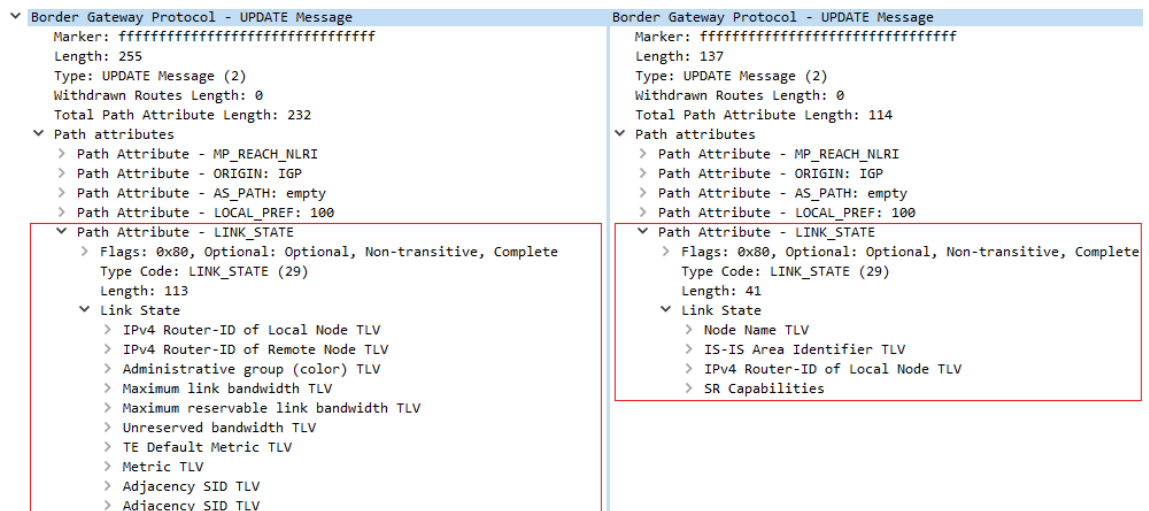 Border Gateway Protocol - UPDATE Message
Marker: ffffffffffffffffffffffffffffffff
Length: 255
Type: UPDATE Message (2)
Withdrawn Routes Length: 0
Total Path Attribute Length: 232
Path attributes
Path Attribute - MP_REACH_NLRI
Path Attribute - ORIGIN: IGP
Path Attribute - AS_PATH: empty
Path Attribute - LOCAL_PREF: 100
Path Attribute - LINK_STATE
Flags: 0x80, Optional: Optional, Non-transitive, Complete
Type Code: LINK_STATE (29)
Length: 113
Link State
IPv4 Router-ID of Local Node TLV
IPv4 Router-ID of Remote Node TLV
Administrative group (color) TLV
Maximum link bandwidth TLV
Maximum reservable link bandwidth TLV
Unreserved bandwidth TLV
TE Default Metric TLV
Metric TLV
Adjacency SID TLV
Adjacency SID TLV
Border Gateway Protocol - UPDATE Message
Marker: ffffffffffffffffffffffffffffffff
Length: 137
Type: UPDATE Message (2)
Withdrawn Routes Length: 0
Total Path Attribute Length: 114
Path attributes
Path Attribute - MP_REACH_NLRI
Path Attribute - ORIGIN: IGP
Path Attribute - AS_PATH: empty
Path Attribute - LOCAL_PREF: 100
Path Attribute - LINK_STATE
Flags: 0x80, Optional: Optional, Non-transitive, Complete
Type Code: LINK_STATE (29)
Length: 41
Link State
Node Name TLV
IS-IS Area Identifier TLV
IPv4 Router-ID of Local Node TLV
SR Capabilities